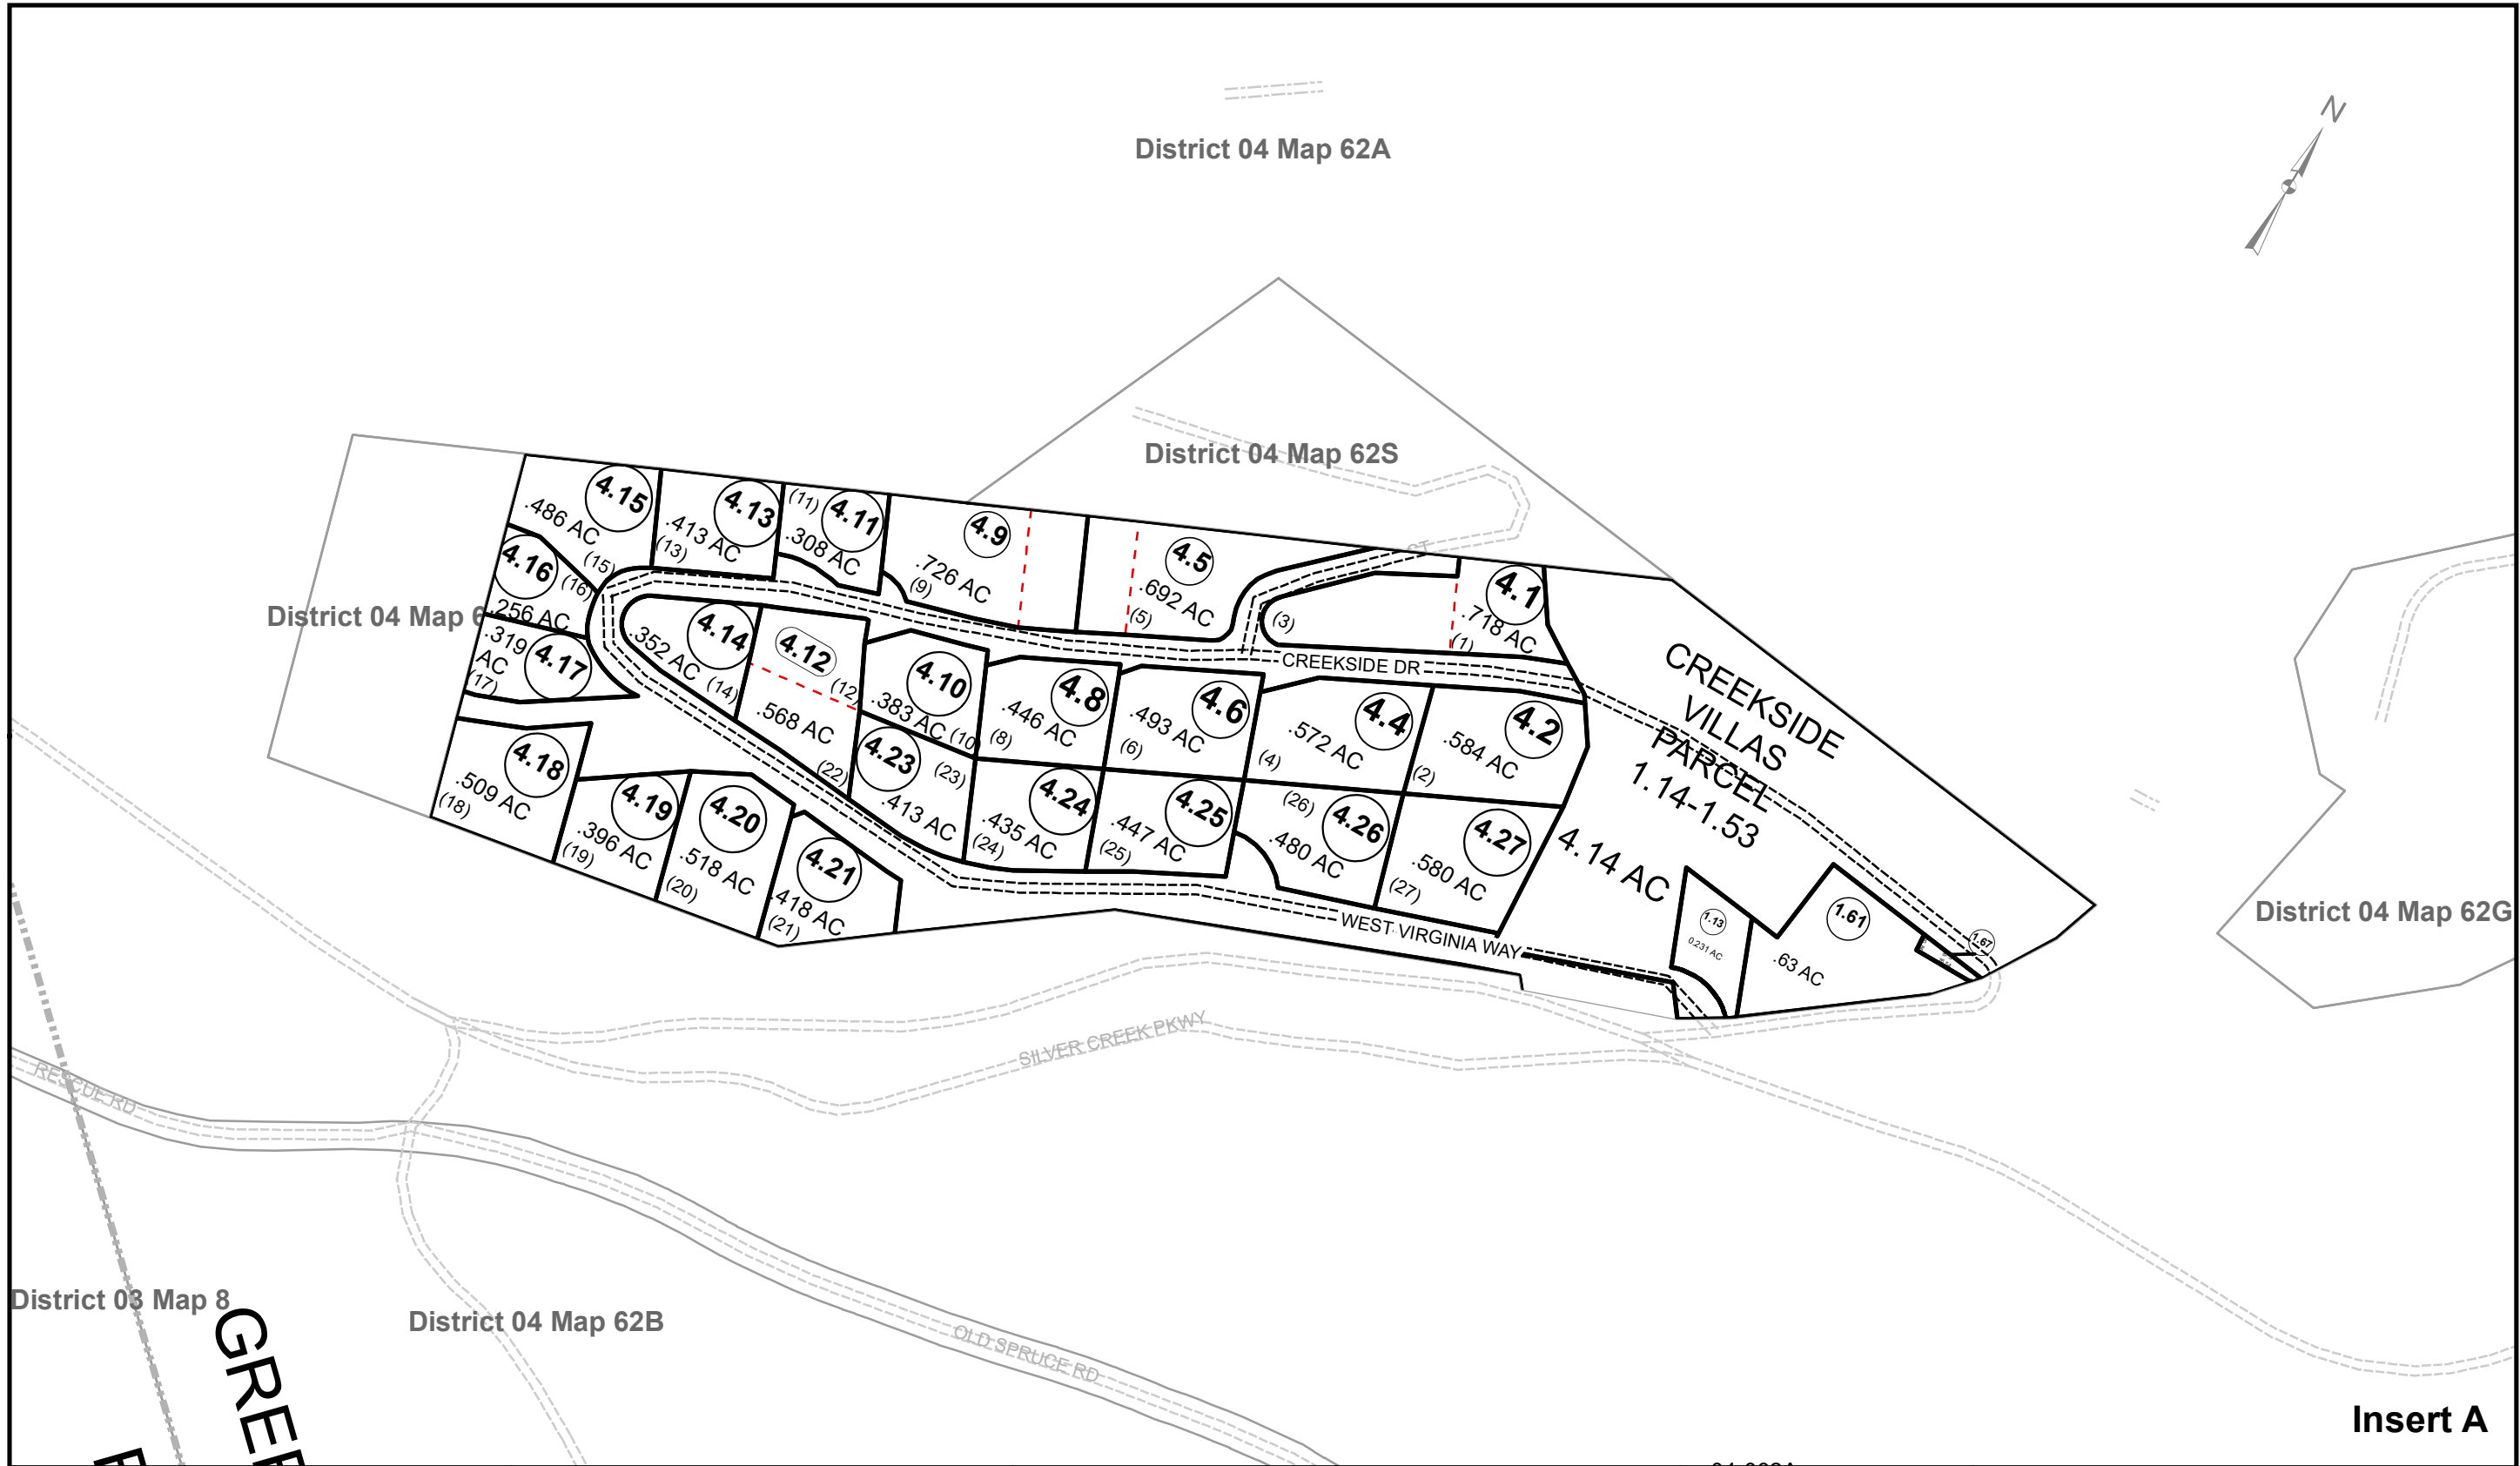 N
District 04 Map 62A
District 04 Map 62S
4.15
.486 AC
(15)
4.13
.413 AC
(13)
(11)
4.11
.308 AC
4.9
.726 AC
(9)
4.5
.692 AC
(5)
CT
(3)
4.1
.718 AC
(1)
4.16
(16)
.256 AC
District 04 Map 6
.319
AC
4.17
(17)
4.14
.352 AC
(14)
4.12
(12)
.568 AC
(22)
4.10
.383 AC
(10)
4.8
.446 AC
(8)
4.6
.493 AC
(6)
CREEKSIDE DR
4.4
.572 AC
(4)
4.2
.584 AC
(2)
CREEKSIDE
VILLAS
PARCEL
1.14-1.53
4.14 AC
4.18
.509 AC
(18)
4.19
.396 AC
(19)
4.20
.518 AC
(20)
4.21
.418 AC
(21)
4.23
(23)
.413 AC
4.24
.435 AC
(24)
4.25
.447 AC
(25)
(26)
4.26
.480 AC
4.27
.580 AC
(27)
WEST VIRGINIA WAY
1.13
0.231 AC
1.61
.63 AC
1.67
District 04 Map 62G
SILVER CREEK PKWY
RESCUE RD
District 03 Map 8
District 04 Map 62B
OLD SPRUCE RD
Insert A